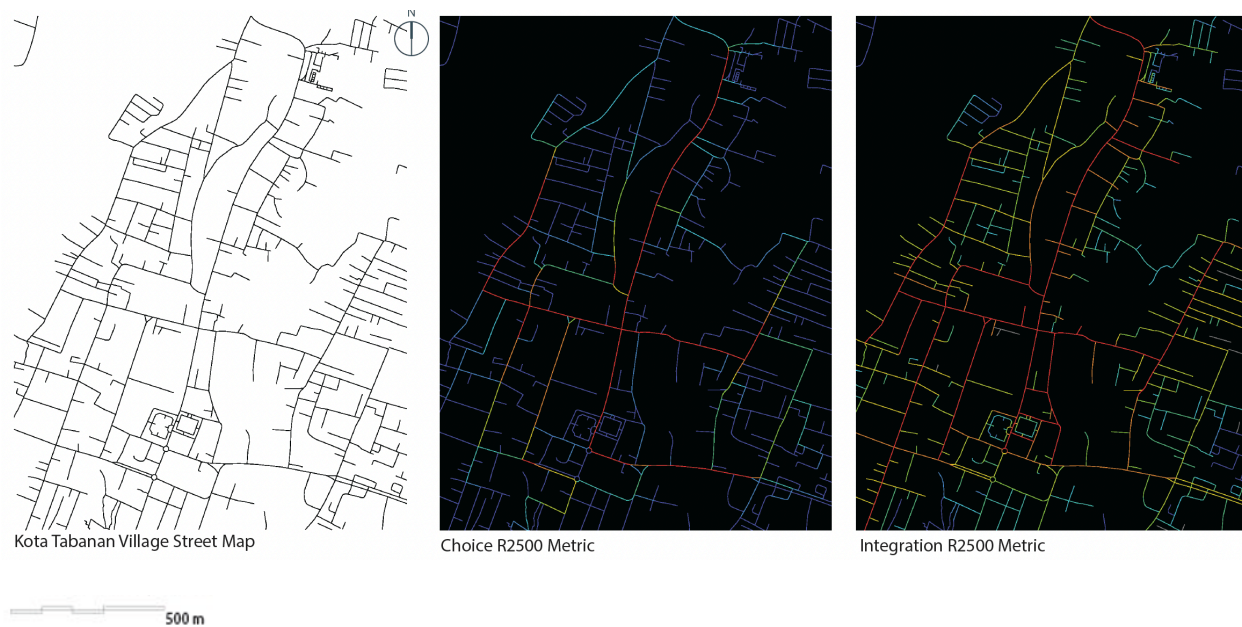 N
Kota Tabanan Village Street Map
Choice R2500 Metric
Integration R2500 Metric
500 m